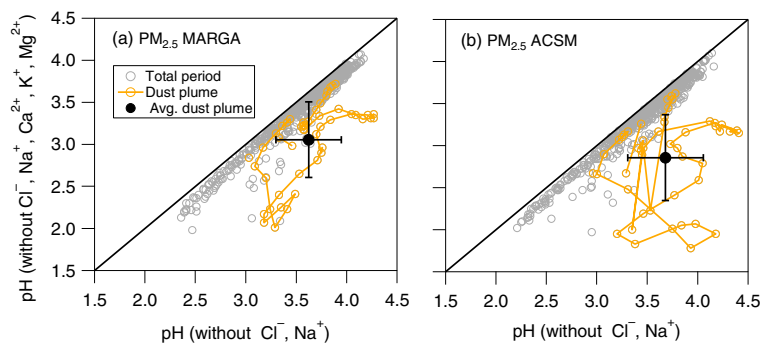 (a) PM₂.₅ MARGA
Total period
Dust plume
Avg. dust plume
pH (without Cl⁻, Na⁺, Ca²⁺, K⁺, Mg²⁺)
4.5
4.0
3.5
3.0
2.5
2.0
1.5
1.5 2.0 2.5 3.0 3.5 4.0 4.5
pH (without Cl⁻, Na⁺)
(b) PM₂.₅ ACSM
1.5 2.0 2.5 3.0 3.5 4.0 4.5
pH (without Cl⁻, Na⁺)